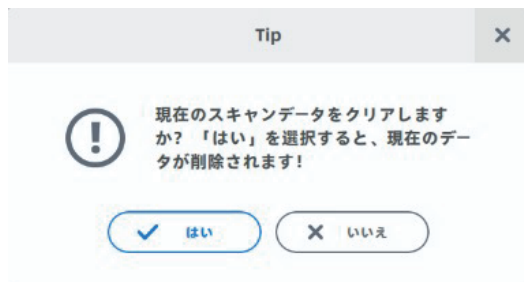 Tip
現在のスキャンデータをクリアします
か? 「はい」を選択すると、現在のデー
タが削除されます!
はい
いいえ